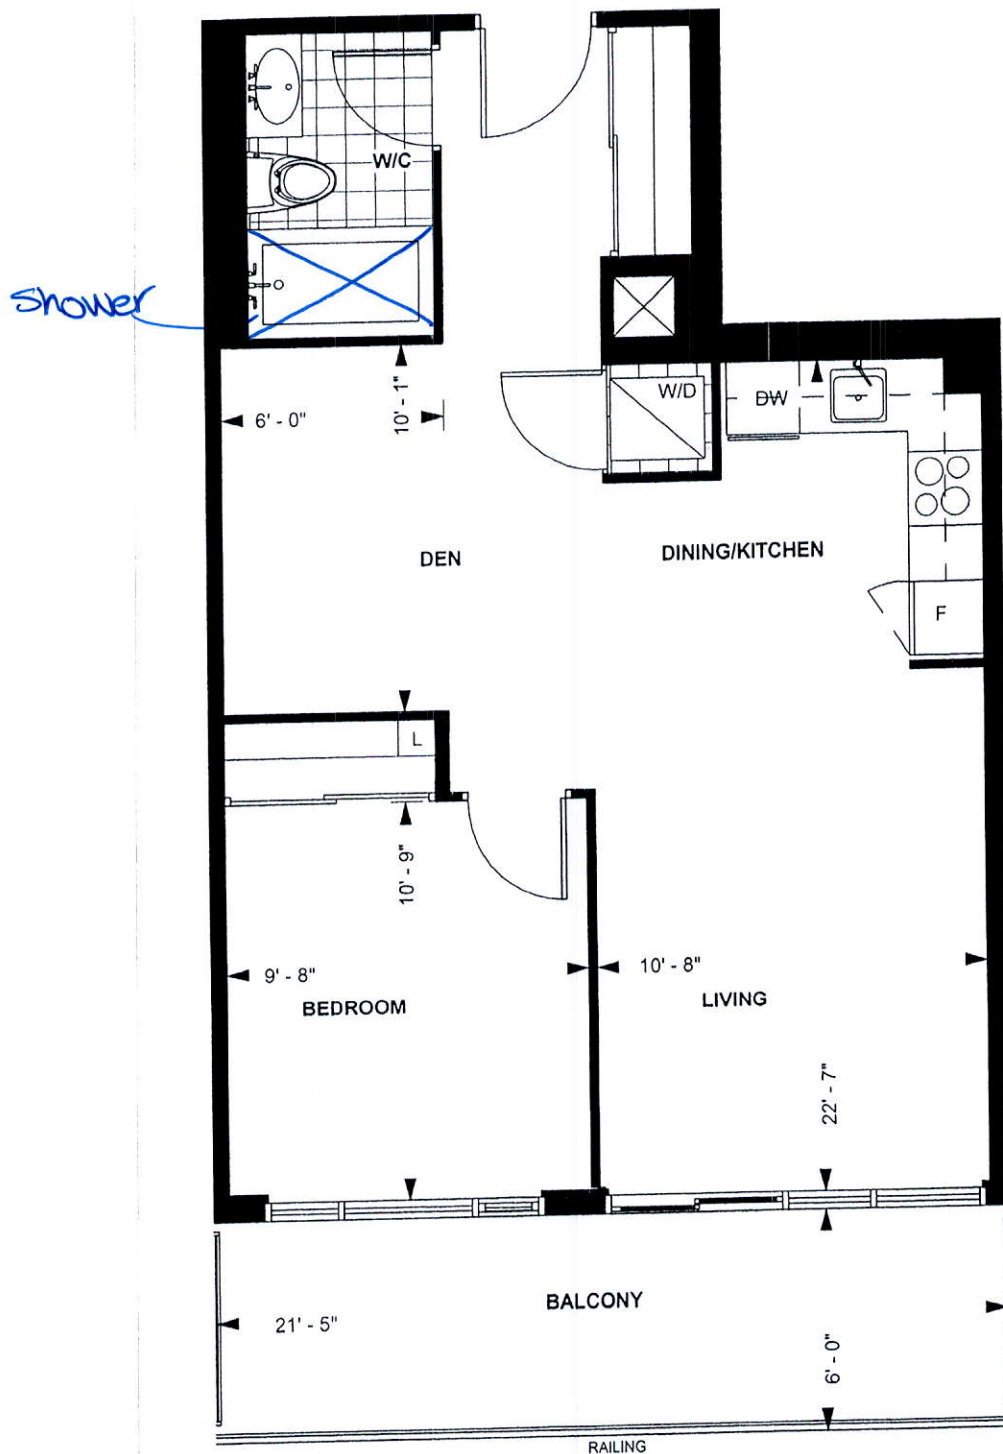 W/C
shower
W/D
DW
6' - 0"
10' - 1"
DEN
DINING/KITCHEN
F
L
10' - 9"
9' - 8"
10' - 8"
BEDROOM
LIVING
22' - 7"
BALCONY
21' - 5"
6' - 0"
RAILING